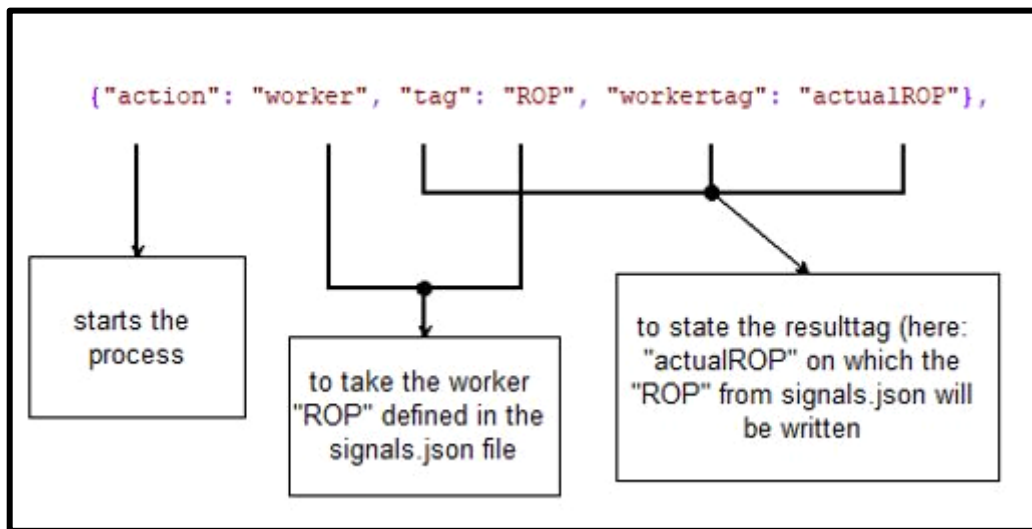 {"action": "worker", "tag": "ROP", "workertag": "actualROP"},
starts the
process
to take the worker
"ROP" defined in the
signals.json file
to state the resulttag (here:
"actualROP" on which the
"ROP" from signals.json will
be written